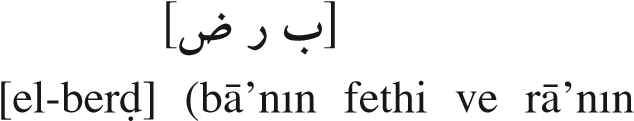 [ب ر ض]
[el-berḍ] (bā’nın fethi ve rā’nın